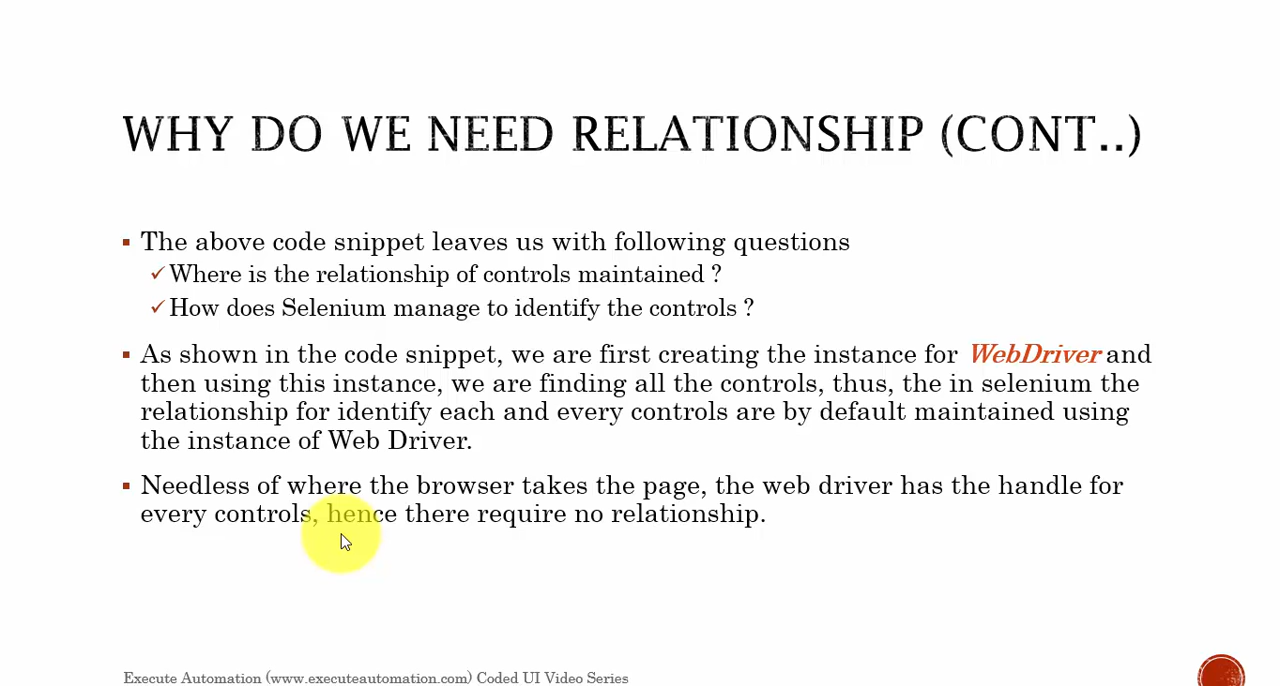 WHY DO WE NEED RELATIONSHIP (CONT..)
The above code snippet leaves us with following questions
Where is the relationship of controls maintained ?
How does Selenium manage to identify the controls ?
As shown in the code snippet, we are first creating the instance for WebDriver and
then using this instance, we are finding all the controls, thus, the in selenium the
relationship for identify each and every controls are by default maintained using
the instance of Web Driver.
Needless of where the browser takes the page, the web driver has the handle for
every controls, hence there require no relationship.
Execute Automation (www.executeautomation.com) Coded UI Video Series